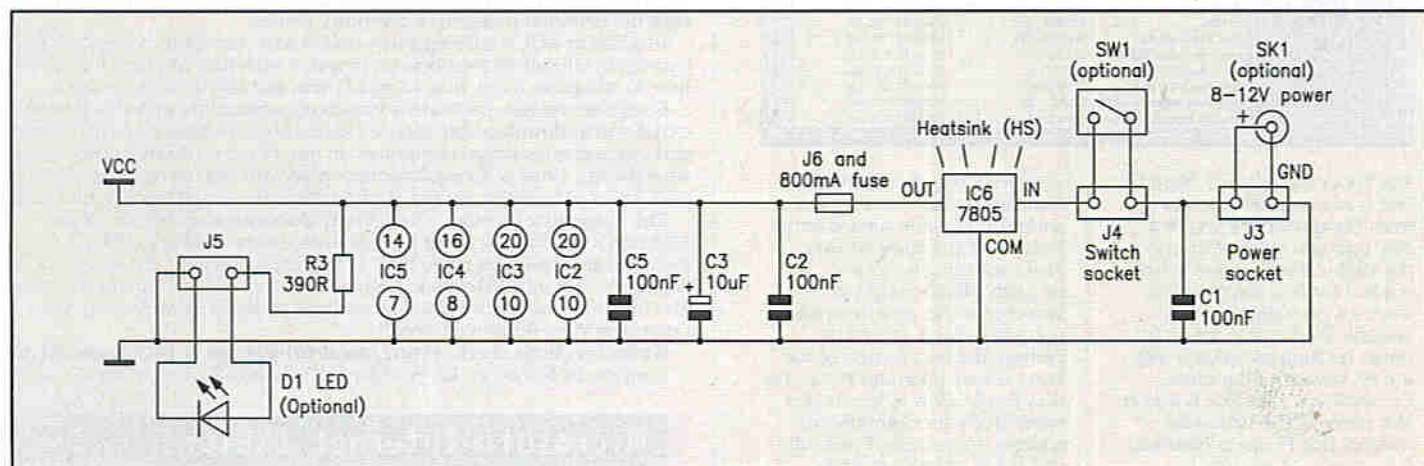 SW1
(optional)
SK1
(optional)
8-12V power
+
GND
Heatsink (HS)
J6 and
800mA fuse
OUT
IC6
7805
IN
COM
J4
Switch
socket
J3
Power
socket
C1
100nF
VCC
J5
R3
390R
14
IC5
7
16
IC4
8
20
IC3
10
20
IC2
10
C5
100nF
C3
10uF
+
C2
100nF
D1 LED
(Optional)